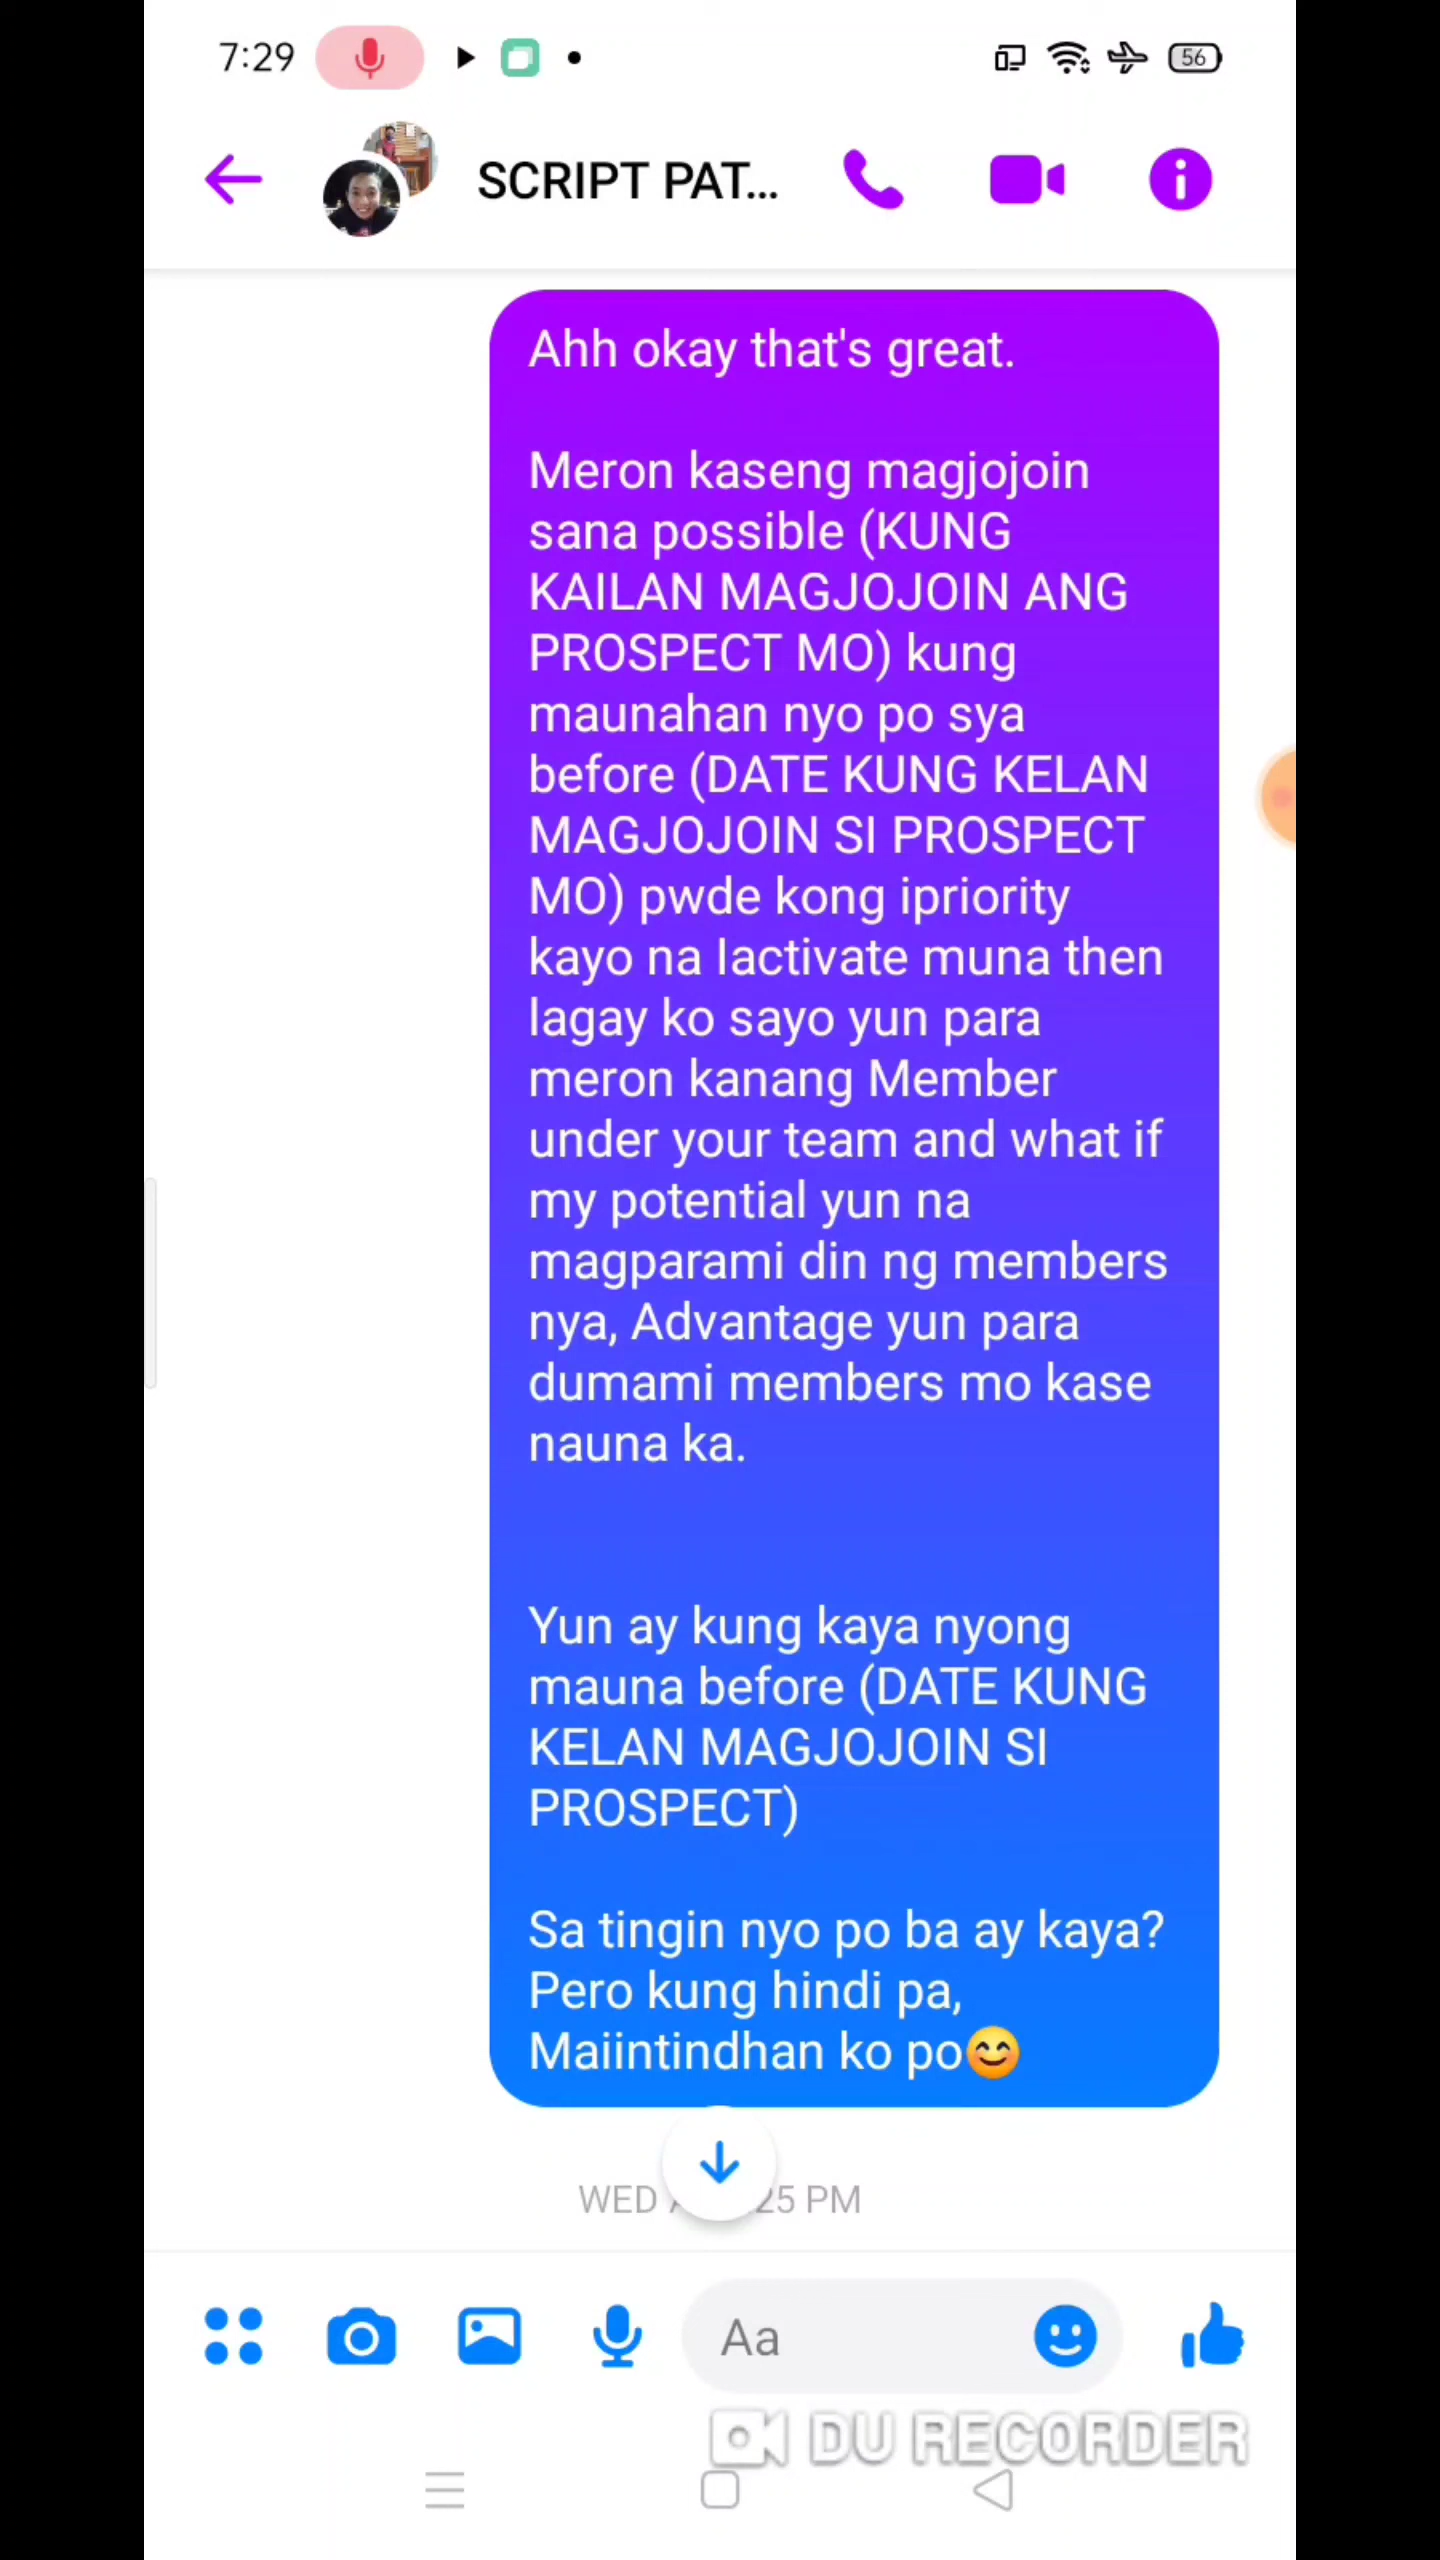 7:29
56
SCRIPT PAT...
Ahh okay that's great.
Meron kaseng magjojoin
sana possible (KUNG
KAILAN MAGJOJOIN ANG
PROSPECT MO) kung
maunahan nyo po sya
before (DATE KUNG KELAN
MAGJOJOIN SI PROSPECT
MO) pwde kong ipriority
kayo na Iactivate muna then
lagay ko sayo yun para
meron kanang Member
under your team and what if
my potential yun na
magparami din ng members
nya, Advantage yun para
dumami members mo kase
nauna ka.
Yun ay kung kaya nyong
mauna before (DATE KUNG
KELAN MAGJOJOIN SI
PROSPECT)
Sa tingin nyo po ba ay kaya?
Pero kung hindi pa,
Maiintindhan ko po😊
WED 25 PM
Aa
DU RECORDER